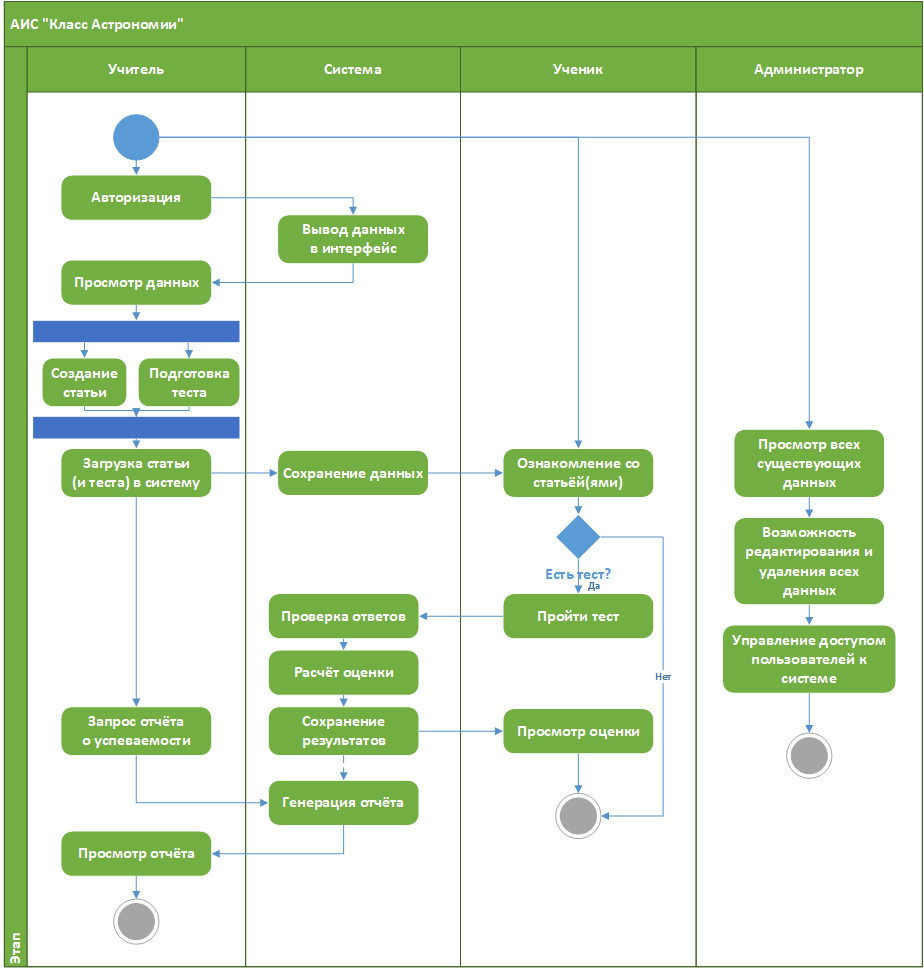 АИС "Класс Астрономии"
Учитель
Система
Ученик
Администратор
Авторизация
Вывод данных
в интерфейс
Просмотр данных
Создание
статьи
Подготовка
теста
Загрузка статьи
(и теста) в систему
Сохранение данных
Ознакомление со
статьёй(ями)
Просмотр всех
существующих
данных
Возможность
редактирования и
удаления всех
данных
Есть тест?
Да
Проверка ответов
Пройти тест
Управление доступом
пользователей к
системе
Расчёт оценки
Нет
Запрос отчёта
о успеваемости
Сохранение
результатов
Просмотр оценки
Генерация отчёта
Просмотр отчёта
Этап